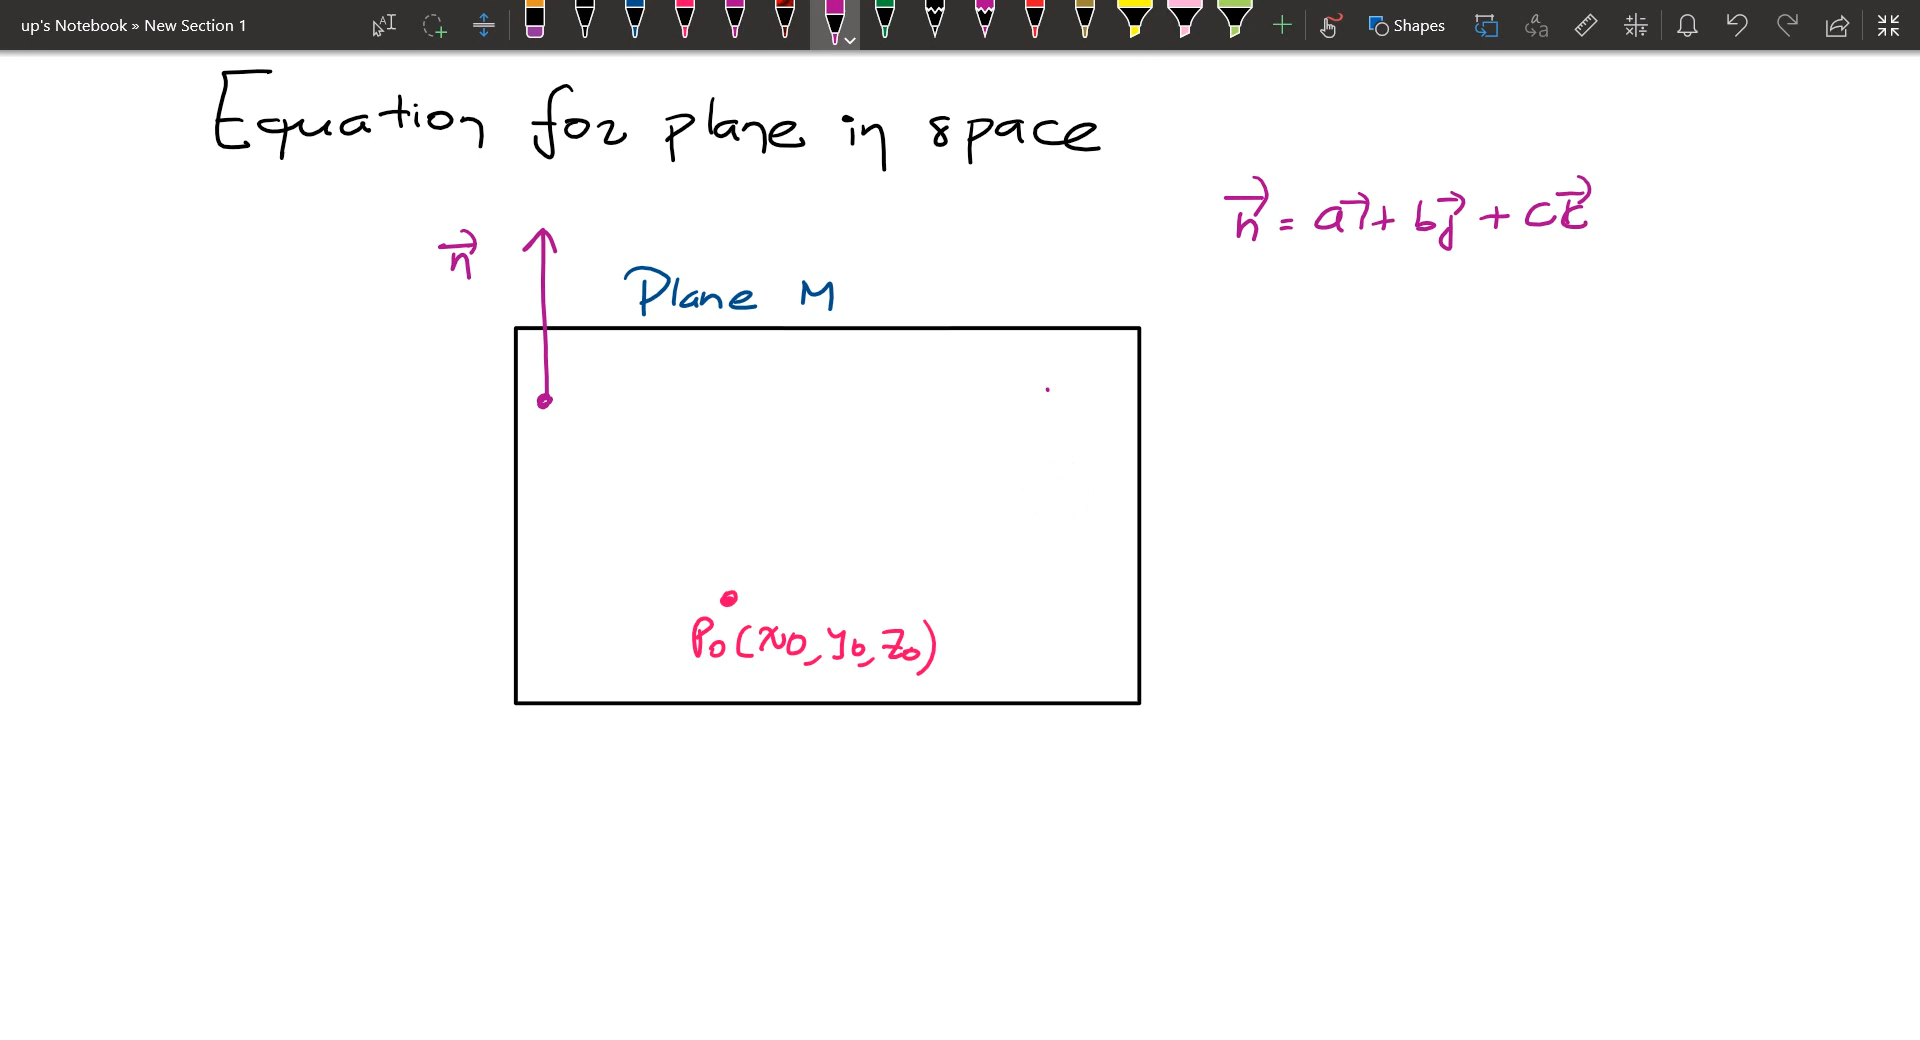 up's Notebook » New Section 1
Shapes
Equation for plane in space
n⃗ = ai⃗ + bj⃗ + ck⃗
n⃗
Plane M
P₀(x₀, y₀, z₀)